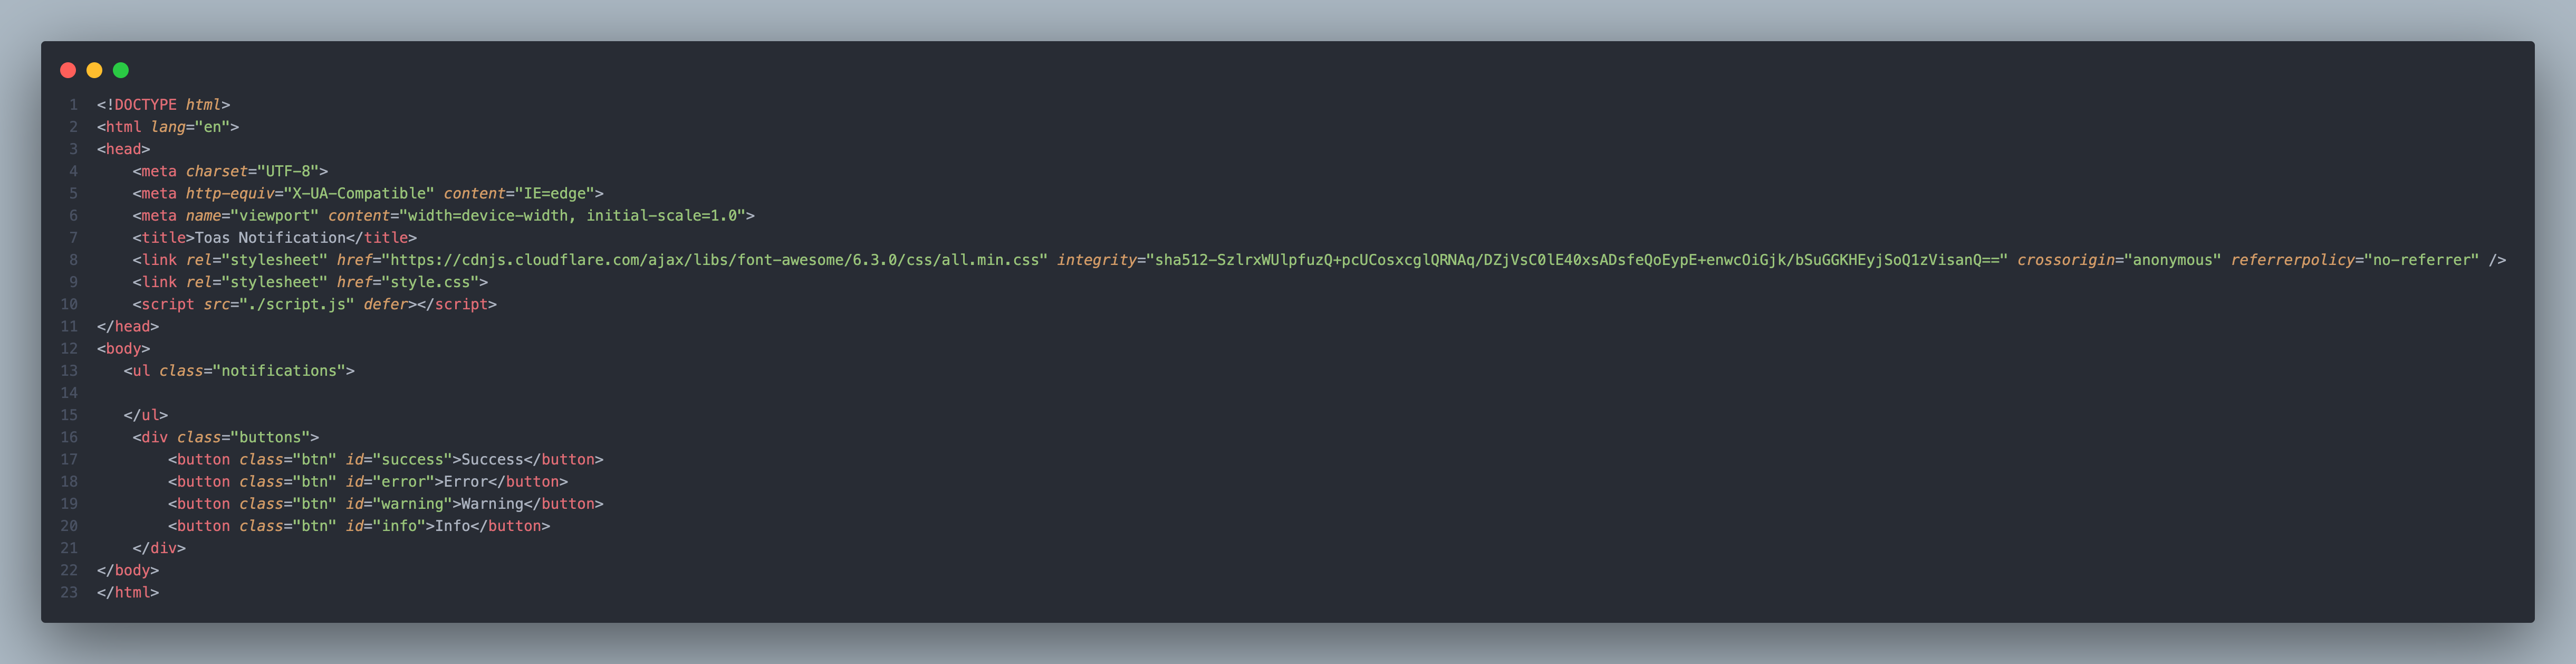 1 <!DOCTYPE html>
2 <html lang="en">
3 <head>
4     <meta charset="UTF-8">
5     <meta http-equiv="X-UA-Compatible" content="IE=edge">
6     <meta name="viewport" content="width=device-width, initial-scale=1.0">
7     <title>Toas Notification</title>
8     <link rel="stylesheet" href="https://cdnjs.cloudflare.com/ajax/libs/font-awesome/6.3.0/css/all.min.css" integrity="sha512-SzlrxWUlpfuzQ+pcUCosxcglQRNAq/DZjVsC0lE40xsADsfeQoEypE+enwcOiGjk/bSuGGKHEyjSoQ1zVisanQ==" crossorigin="anonymous" referrerpolicy="no-referrer" />
9     <link rel="stylesheet" href="style.css">
10     <script src="./script.js" defer></script>
11 </head>
12 <body>
13    <ul class="notifications">
14
15    </ul>
16     <div class="buttons">
17         <button class="btn" id="success">Success</button>
18         <button class="btn" id="error">Error</button>
19         <button class="btn" id="warning">Warning</button>
20         <button class="btn" id="info">Info</button>
21     </div>
22 </body>
23 </html>